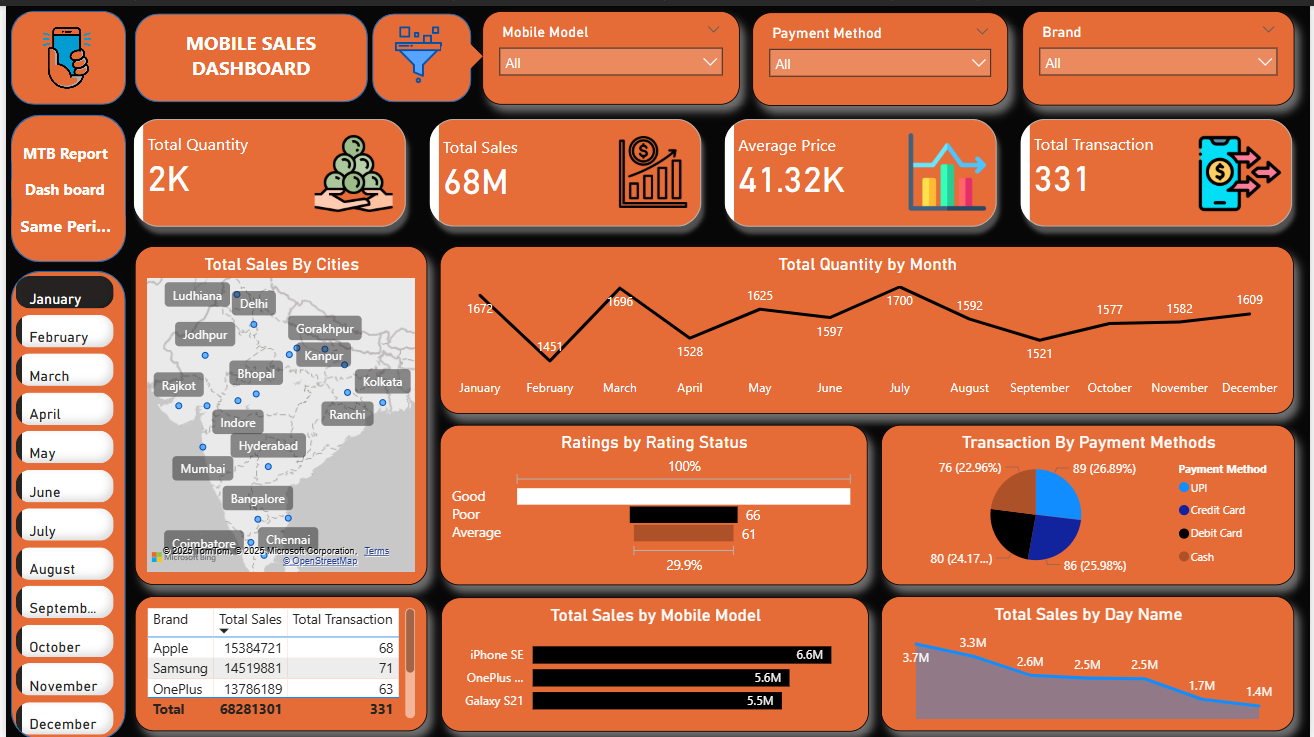 MOBILE SALES
DASHBOARD
Mobile Model
All
Payment Method
All
Brand
All
MTB Report
Dash board
Same Peri...
Total Quantity
2K
Total Sales
68M
Average Price
41.32K
Total Transaction
331
January
February
March
April
May
June
July
August
Septemb...
October
November
December
Total Sales By Cities
Ludhiana
Delhi
Jodhpur
Gorakhpur
Kanpur
Bhopal
Rajkot
Kolkata
Ranchi
Indore
Hyderabad
Mumbai
Bangalore
Coimbatore
Chennai
Microsoft Bing
© 2025 TomTom, © 2025 Microsoft Corporation, Terms
© OpenStreetMap
Total Quantity by Month
1672
1451
1696
1528
1625
1597
1700
1592
1521
1577
1582
1609
January February March April May June July August September October November December
Ratings by Rating Status
100%
Good
Poor 66
Average 61
29.9%
Transaction By Payment Methods
76 (22.96%)
89 (26.89%)
80 (24.17...)
86 (25.98%)
Payment Method
UPI
Credit Card
Debit Card
Cash
Brand Total Sales Total Transaction
Apple 15384721 68
Samsung 14519881 71
OnePlus 13786189 63
Total 68281301 331
Total Sales by Mobile Model
iPhone SE 6.6M
OnePlus ... 5.6M
Galaxy S21 5.5M
Total Sales by Day Name
3.7M
3.3M
2.6M
2.5M
2.5M
1.7M
1.4M